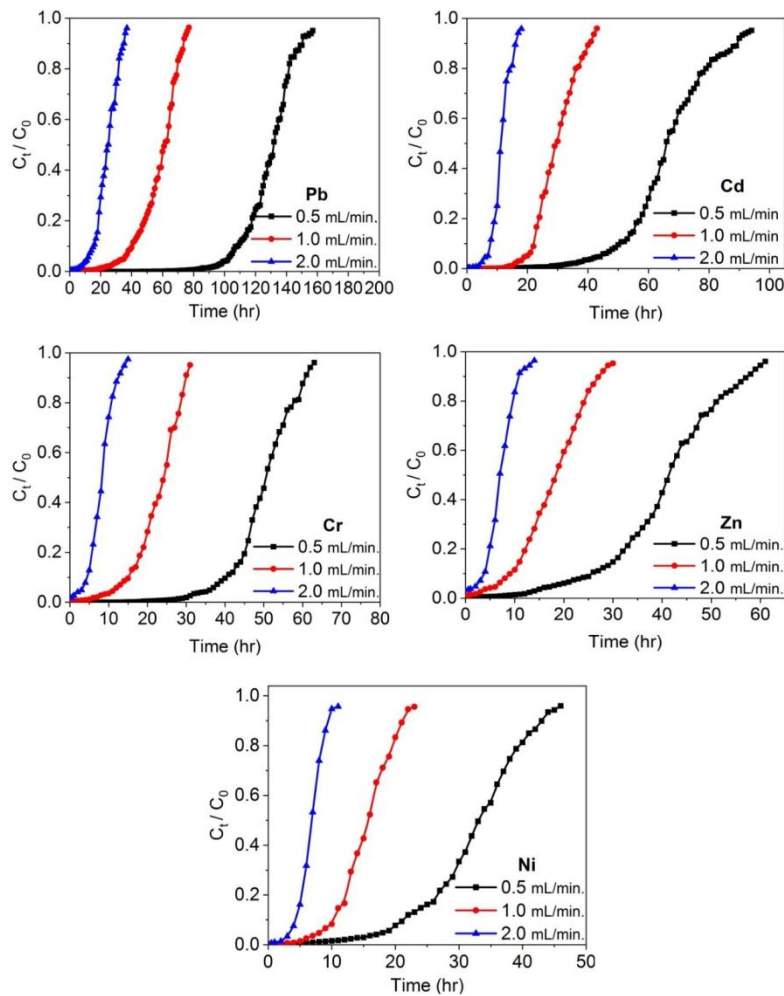 1.0
0.8
0.6
0.4
0.2
0.0
Ct / C0
Pb
0.5 mL/min.
1.0 mL/min.
2.0 mL/min.
0 20 40 60 80 100 120 140 160 180 200
Time (hr)
1.0
0.8
0.6
0.4
0.2
0.0
Ct / C0
Cd
0.5 mL/min
1.0 mL/min
2.0 mL/min
0 20 40 60 80 100
Time (hr)
1.0
0.8
0.6
0.4
0.2
0.0
Ct / C0
Cr
0.5 mL/min.
1.0 mL/min.
2.0 mL/min.
0 10 20 30 40 50 60 70 80
Time (hr)
1.0
0.8
0.6
0.4
0.2
0.0
Ct / C0
Zn
0.5 mL/min.
1.0 mL/min.
2.0 mL/min.
0 10 20 30 40 50 60
Time (hr)
1.0
0.8
0.6
0.4
0.2
0.0
Ct / C0
Ni
0.5 mL/min.
1.0 mL/min.
2.0 mL/min.
0 10 20 30 40 50
Time (hr)